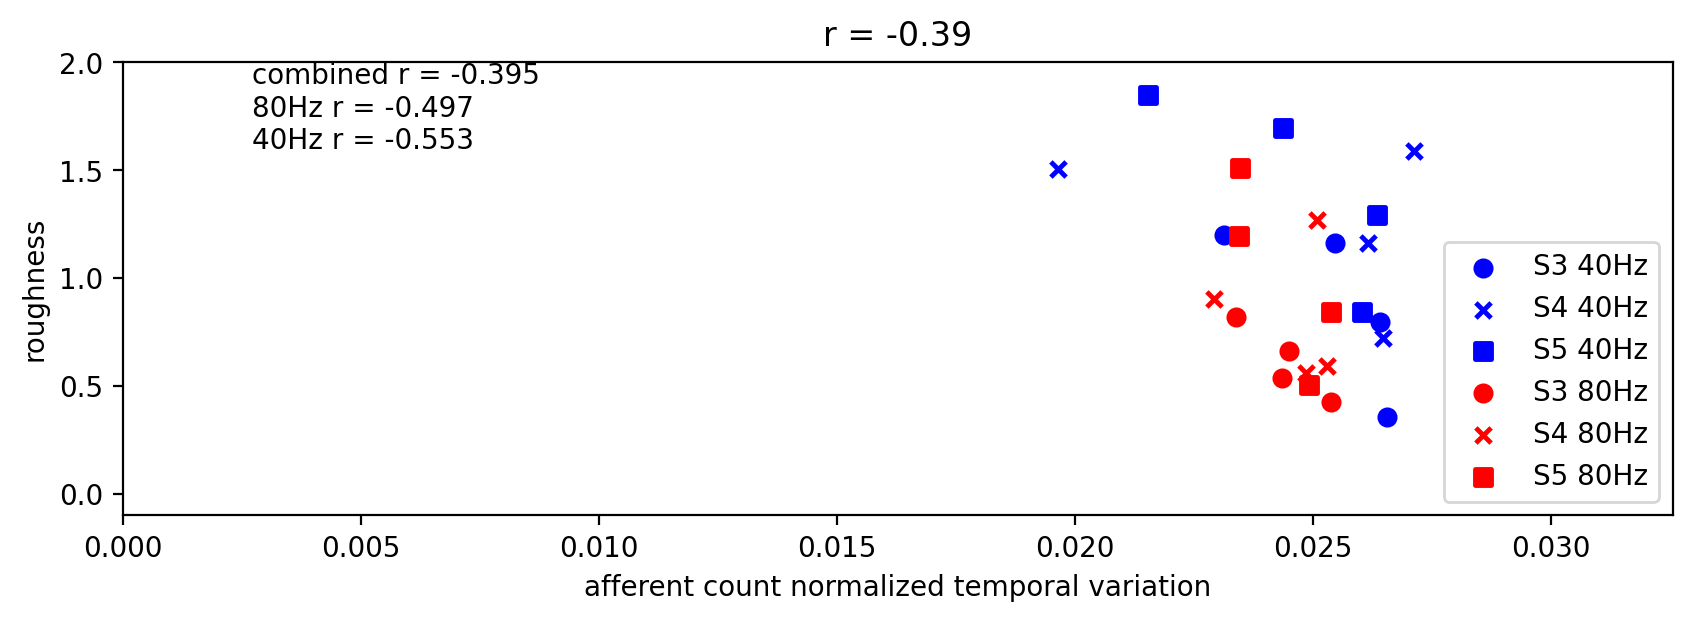 r = -0.39
combined r = -0.395
80Hz r = -0.497
40Hz r = -0.553
roughness
2.0
1.5
1.0
0.5
0.0
S3 40Hz
S4 40Hz
S5 40Hz
S3 80Hz
S4 80Hz
S5 80Hz
0.000 0.005 0.010 0.015 0.020 0.025 0.030
afferent count normalized temporal variation